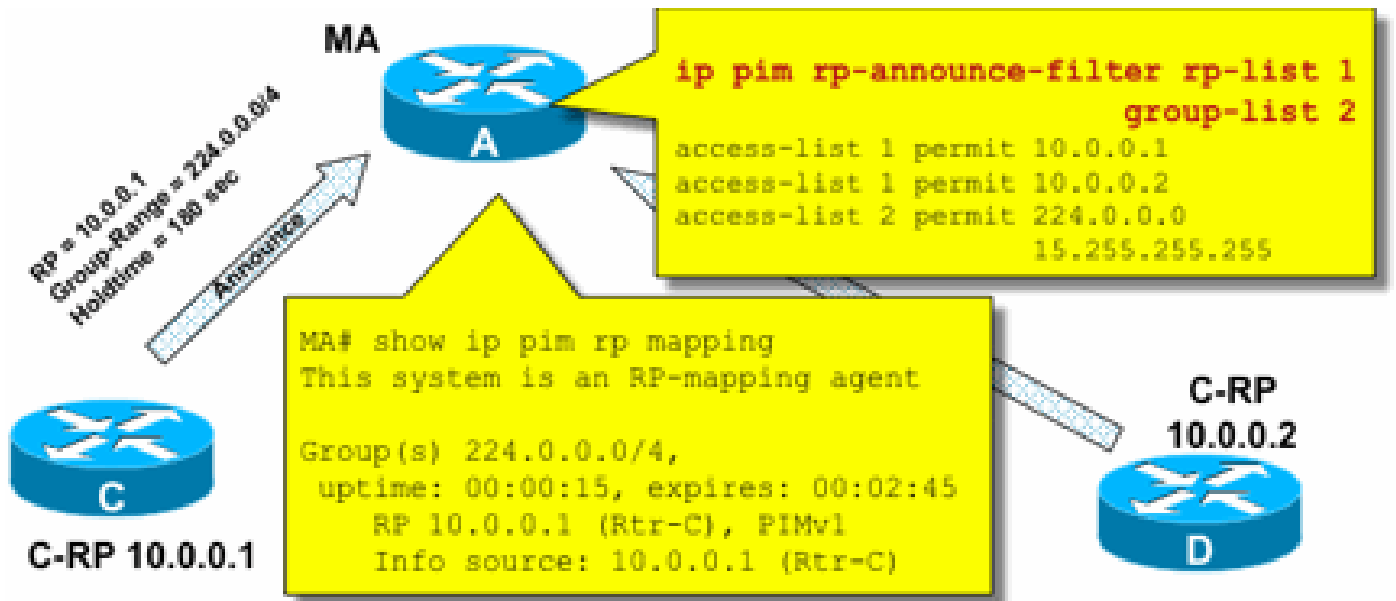 MA
A
ip pim rp-announce-filter rp-list 1
group-list 2
access-list 1 permit 10.0.0.1
access-list 1 permit 10.0.0.2
access-list 2 permit 224.0.0.0
15.255.255.255
RP = 10.0.0.1
Group-Range = 224.0.0.0/4
Holdtime = 180 sec
Announce
MA# show ip pim rp mapping
This system is an RP-mapping agent
Group(s) 224.0.0.0/4,
uptime: 00:00:15, expires: 00:02:45
RP 10.0.0.1 (Rtr-C), PIMv1
Info source: 10.0.0.1 (Rtr-C)
C
C-RP 10.0.0.1
C-RP
10.0.0.2
D